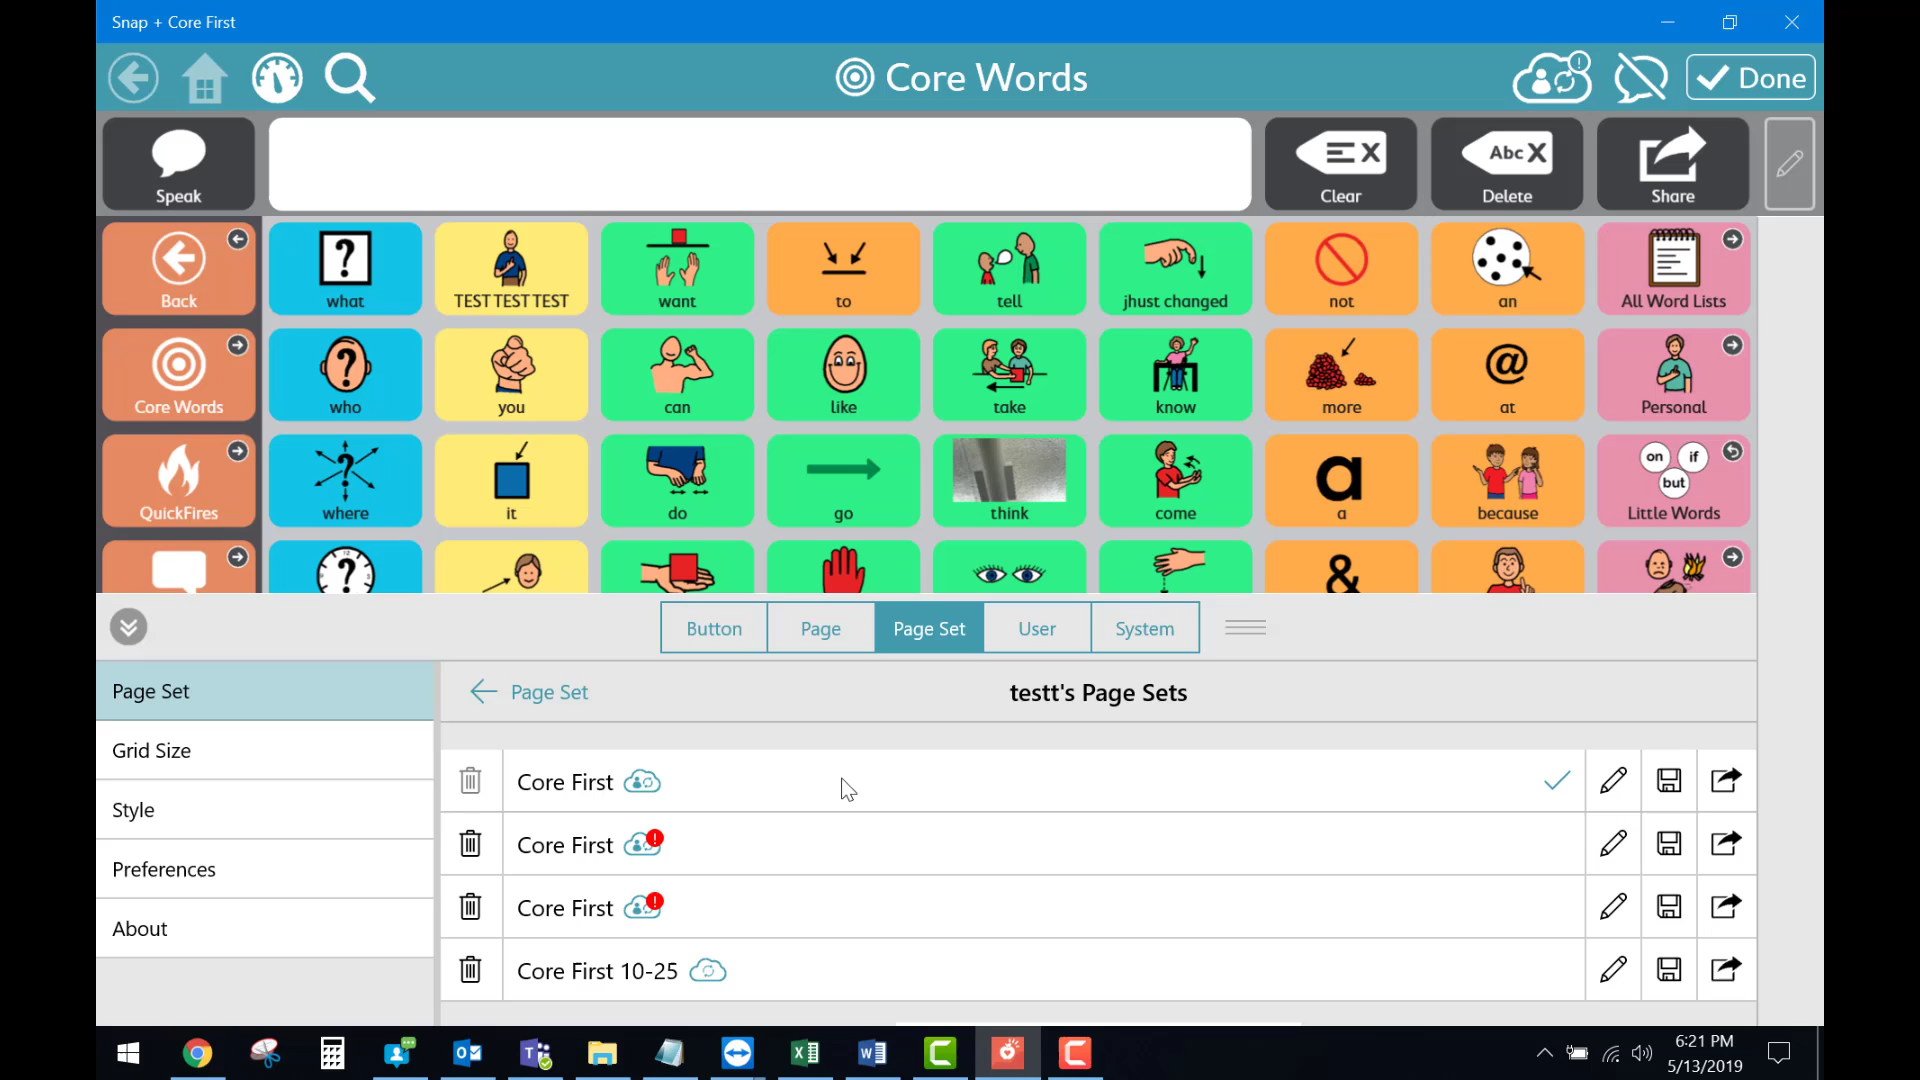 Snap + Core First
Core Words
Done
Speak
Clear
Abc X
Delete
Share
Back
what
TEST TEST TEST
want
to
tell
jhust changed
not
an
All Word Lists
Core Words
who
you
can
like
take
know
more
@
at
Personal
QuickFires
where
it
do
go
think
come
a
a
because
on if
but
Little Words
&
Button
Page
Page Set
User
System
Page Set
Page Set
testt's Page Sets
Grid Size
Style
Preferences
About
Core First
Core First
Core First
Core First 10-25
6:21 PM
5/13/2019